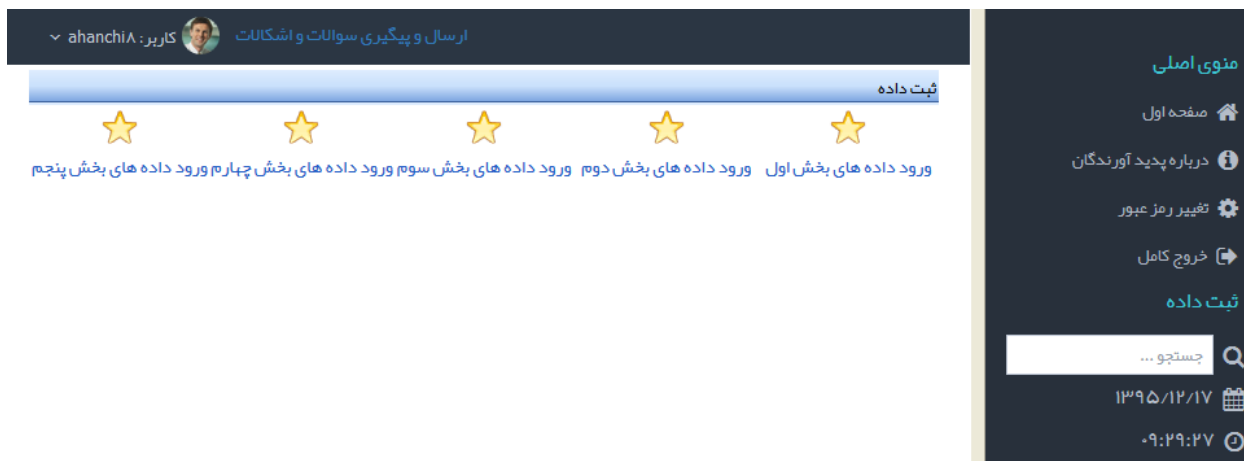 منوی اصلی
صفحه اول
درباره پدید آورندگان
تغییر رمز عبور
خروج کامل
ثبت داده
جستجو ...
۱۳۹۵/۱۲/۱۷
۰۹:۲۹:۲۷
ارسال و پیگیری سوالات و اشکالات
کاربر: ahanchi۸
ثبت داده
ورود داده های بخش اول
ورود داده های بخش دوم
ورود داده های بخش سوم
ورود داده های بخش چهارم
ورود داده های بخش پنجم